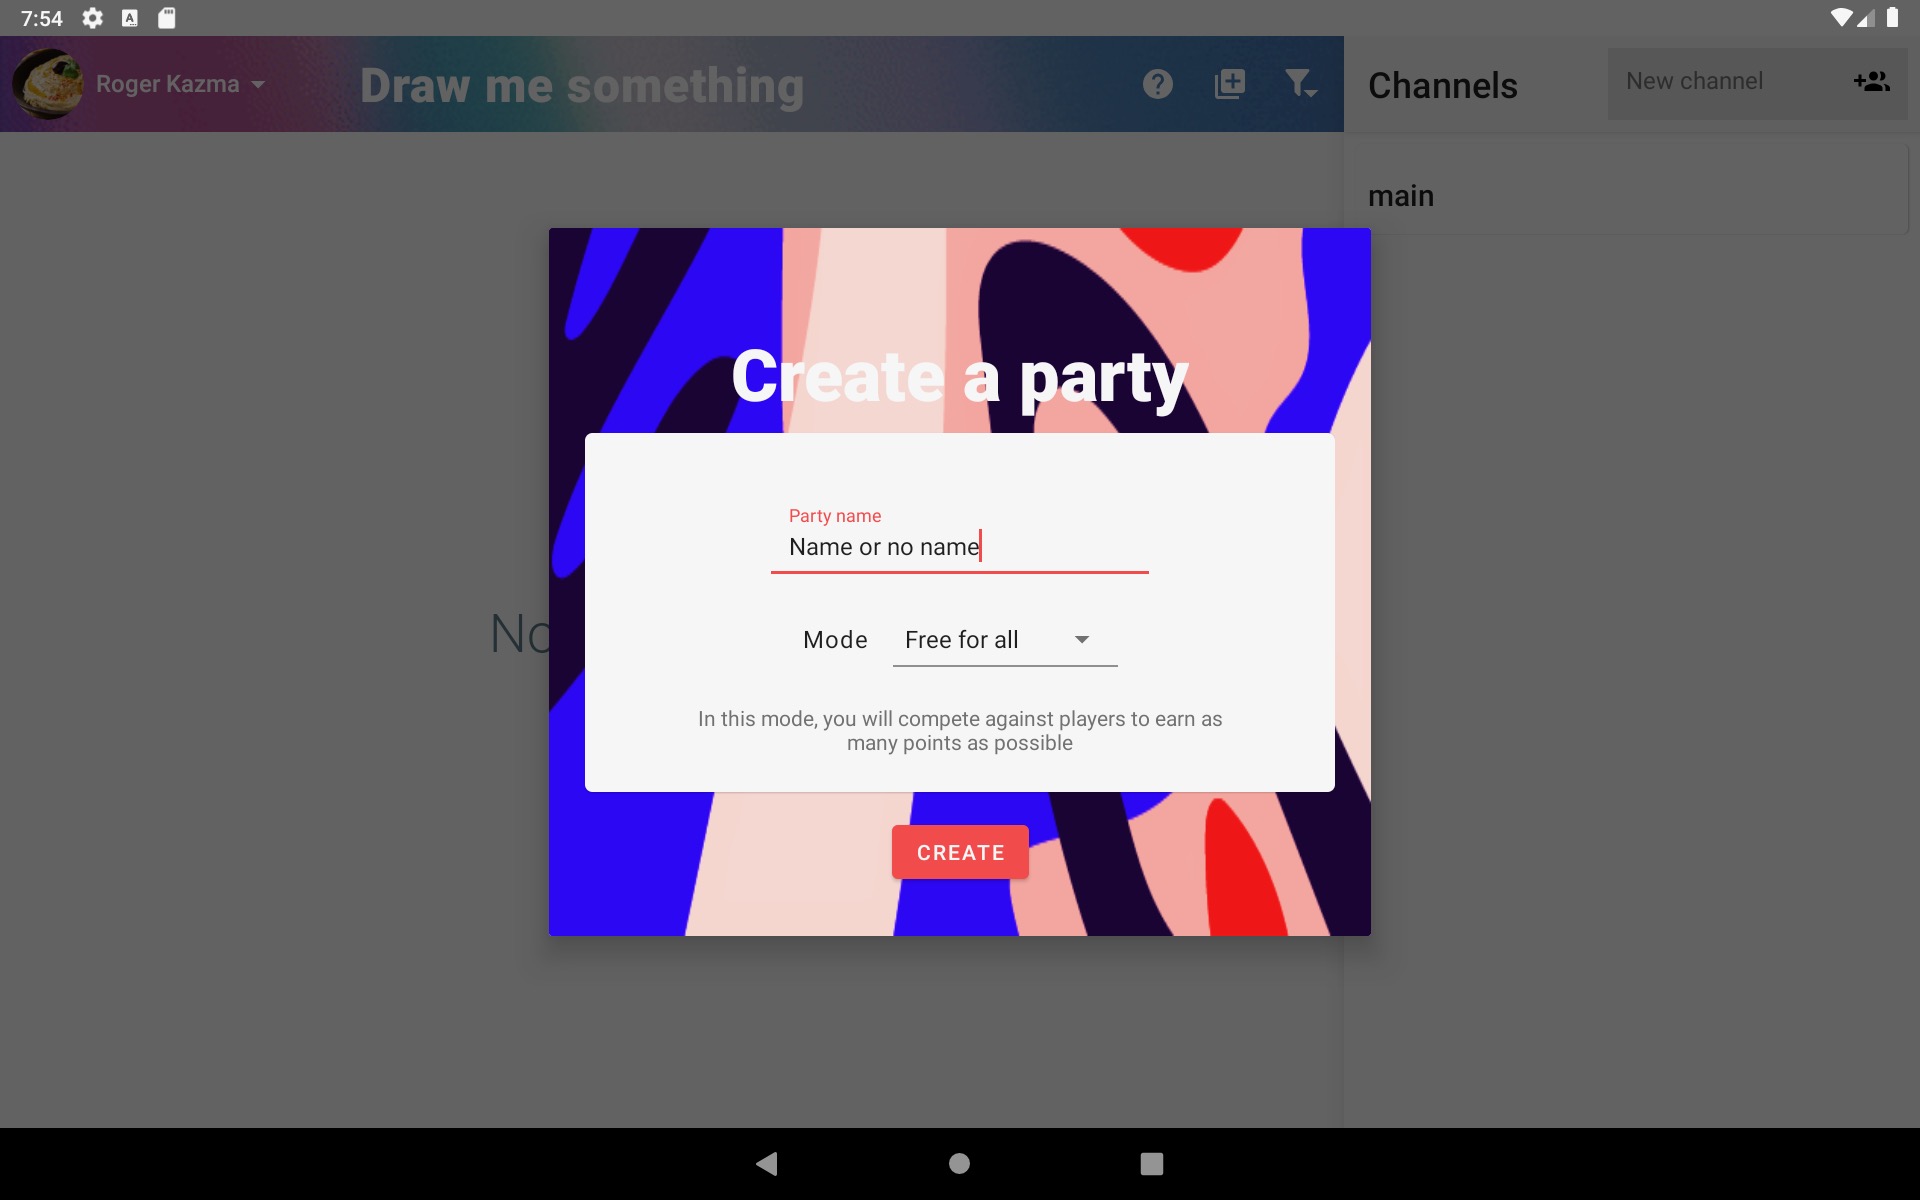 7:54
Roger Kazma
Draw me something
Channels
New channel
main
No
Create a party
Party name
Name or no name
Mode
Free for all
In this mode, you will compete against players to earn as
many points as possible
CREATE